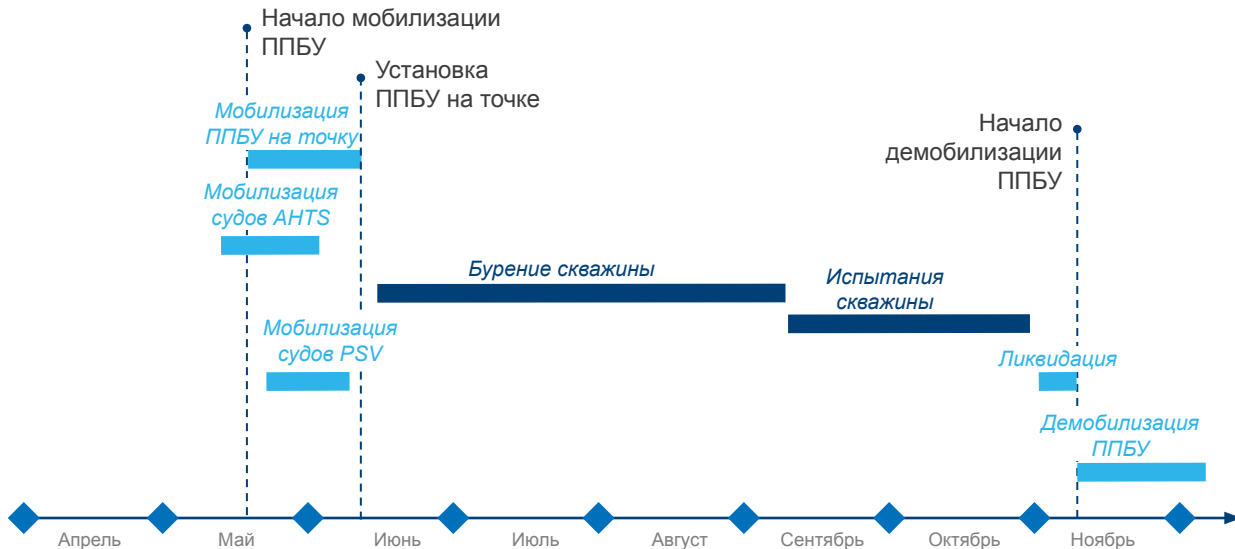 Начало мобилизации
ППБУ
Установка
ППБУ на точке
Мобилизация
ППБУ на точку
Начало
демобилизации
ППБУ
Мобилизация
судов AHTS
Бурение скважины
Испытания
скважины
Мобилизация
судов PSV
Ликвидация
Демобилизация
ППБУ
Апрель
Май
Июнь
Июль
Август
Сентябрь
Октябрь
Ноябрь